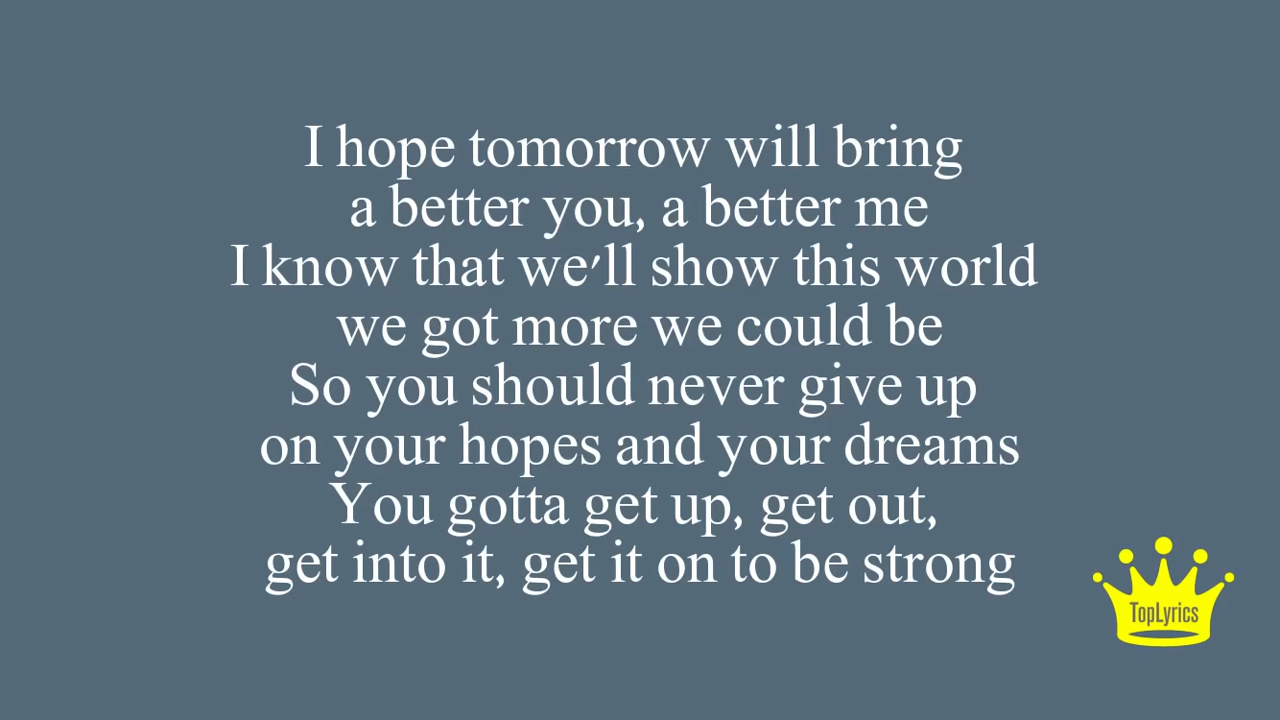 I hope tomorrow will bring
a better you, a better me
I know that we'll show this world
we got more we could be
So you should never give up
on your hopes and your dreams
You gotta get up, get out,
get into it, get it on to be strong
TopLyrics